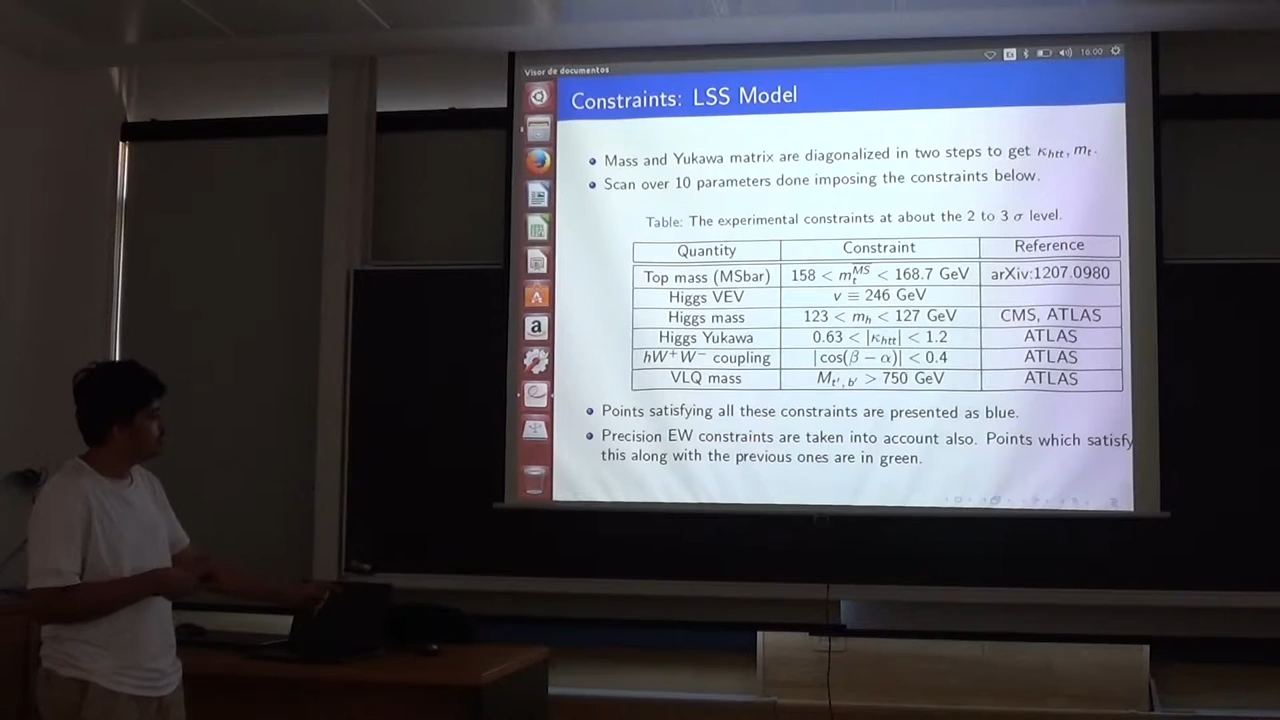 Visor de documentos
16:00
Constraints: LSS Model
Mass and Yukawa matrix are diagonalized in two steps to get κhtt, mt.
Scan over 10 parameters done imposing the constraints below.
Table: The experimental constraints at about the 2 to 3 σ level.
Quantity Constraint Reference
Top mass (MSbar) 158 < mt^MS < 168.7 GeV arXiv:1207.0980
Higgs VEV v ≡ 246 GeV
Higgs mass 123 < mh < 127 GeV CMS, ATLAS
Higgs Yukawa 0.63 < |κhtt| < 1.2 ATLAS
hW+W− coupling |cos(β − α)| < 0.4 ATLAS
VLQ mass Mt′,b′ > 750 GeV ATLAS
Points satisfying all these constraints are presented as blue.
Precision EW constraints are taken into account also. Points which satisfy
this along with the previous ones are in green.